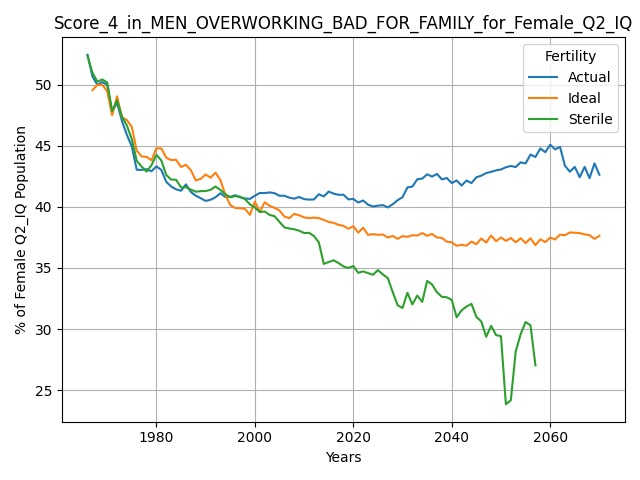 Score_4_in_MEN_OVERWORKING_BAD_FOR_FAMILY_for_Female_Q2_IQ
Fertility
Actual
Ideal
Sterile
% of Female Q2_IQ Population
50
45
40
35
30
25
1980
2000
2020
2040
2060
Years